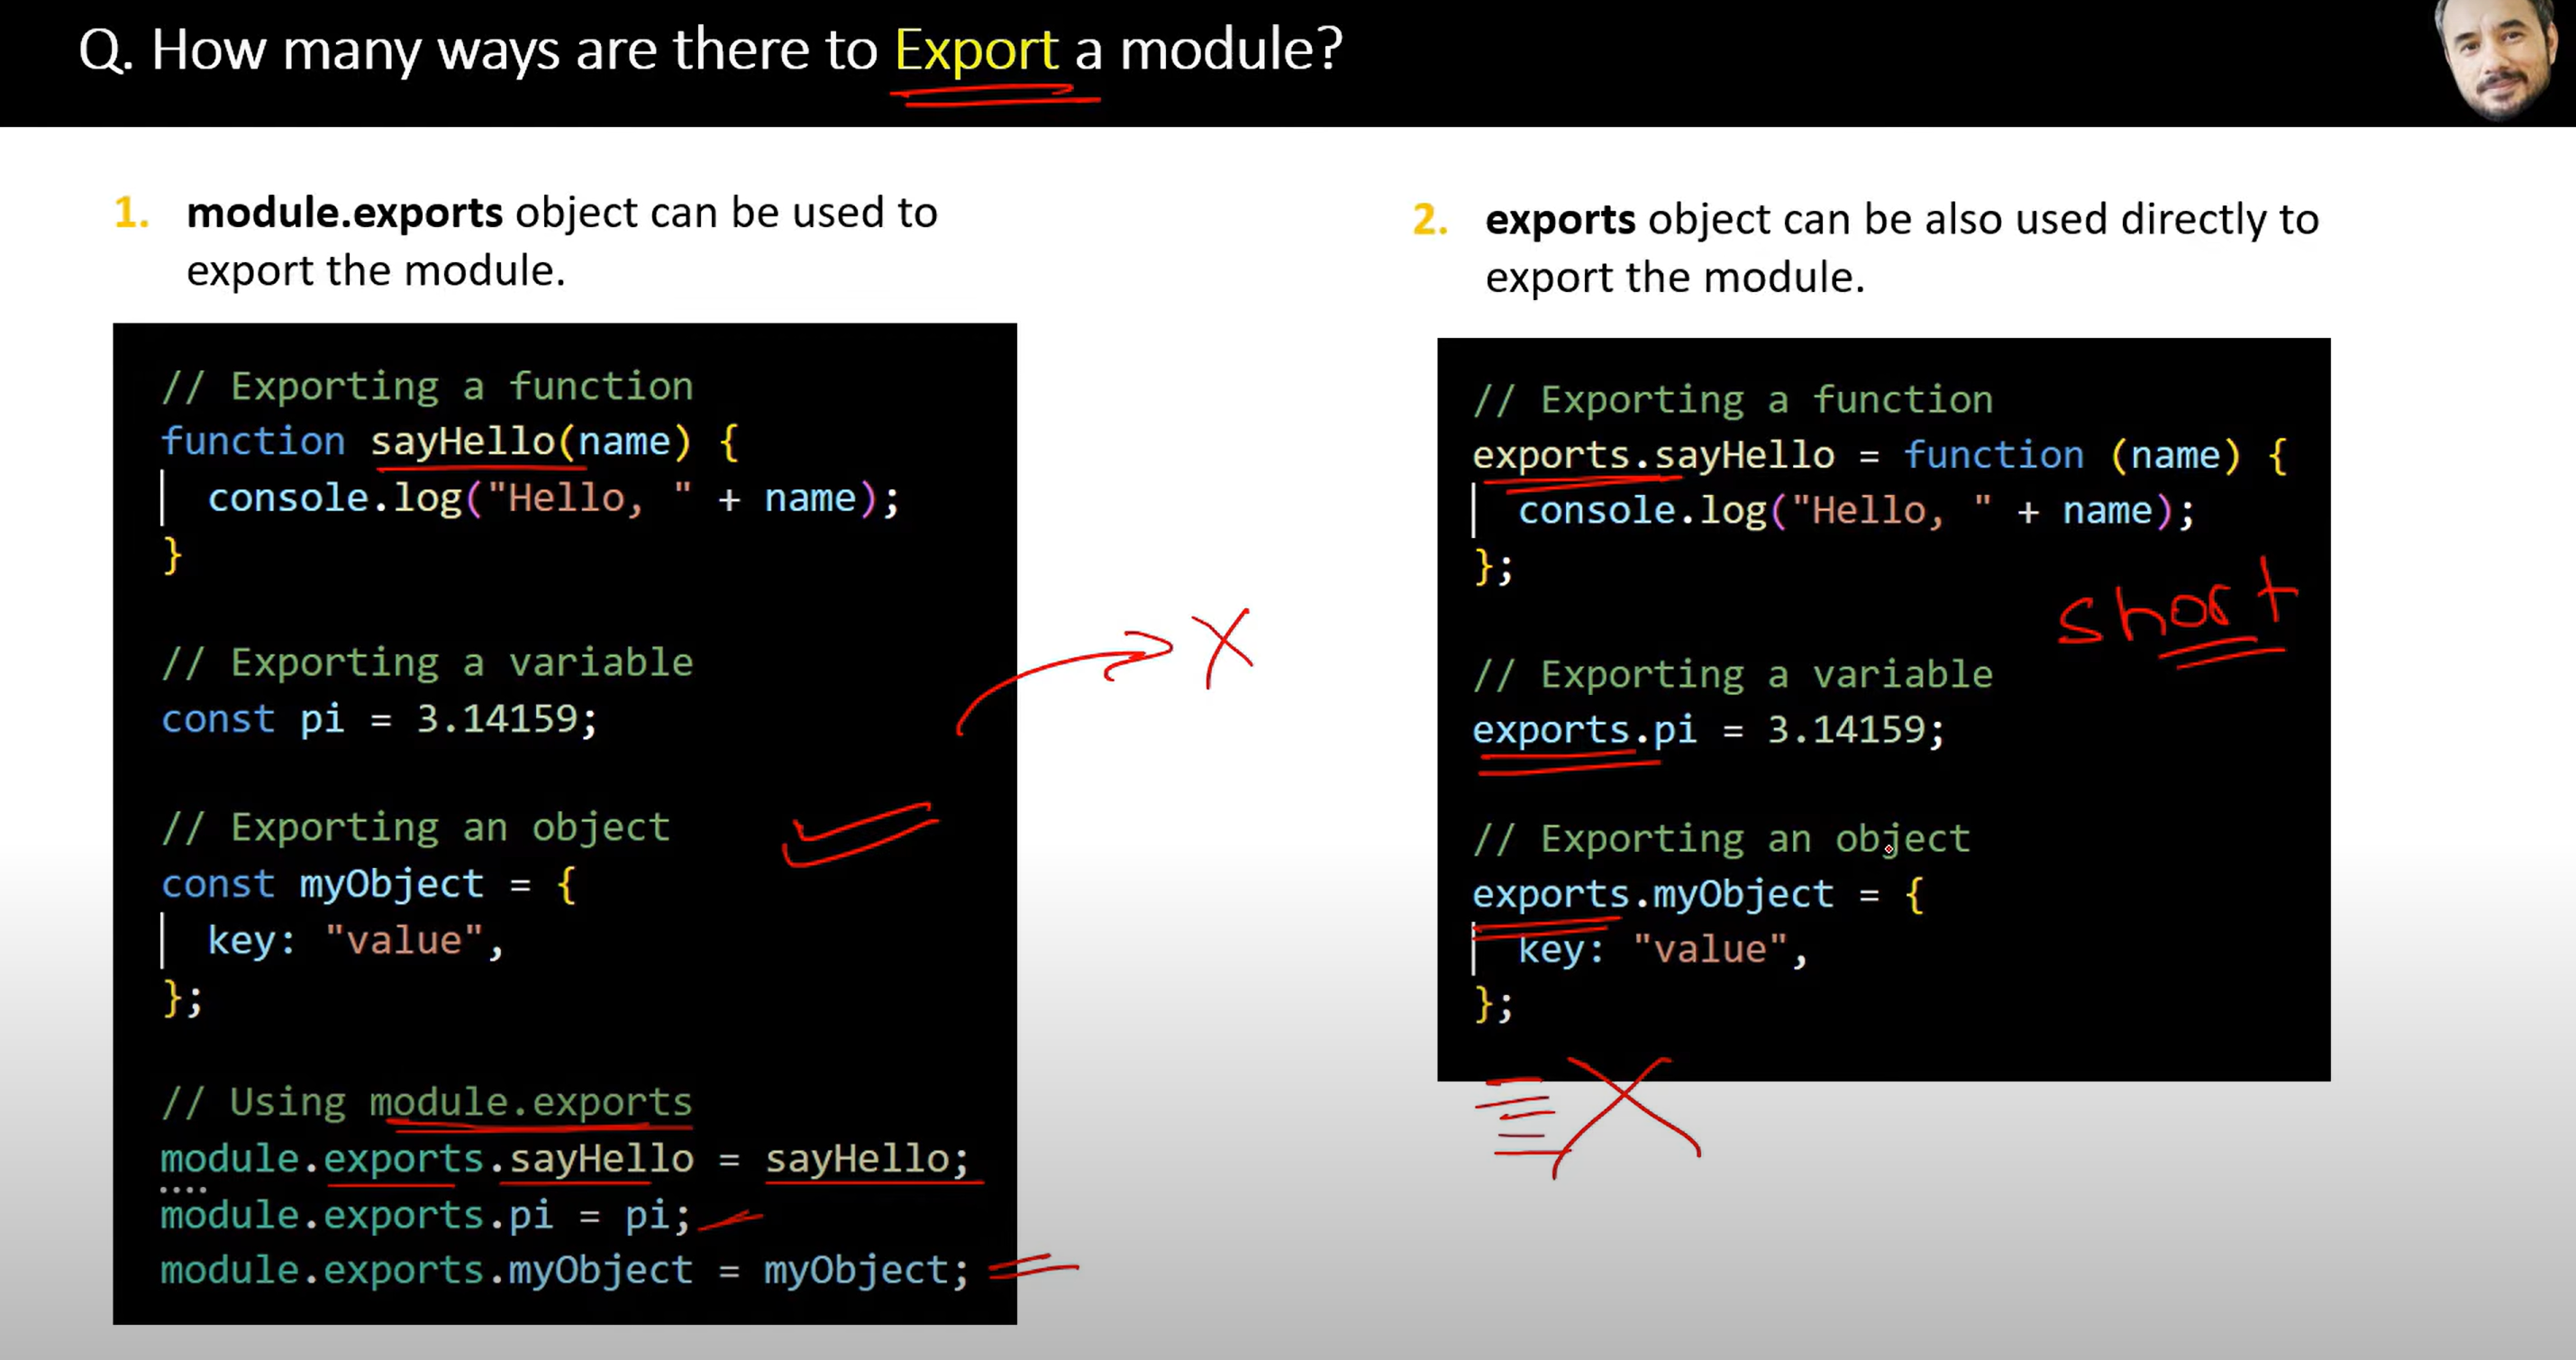 Q. How many ways are there to Export a module?
1. module.exports object can be used to
export the module.
// Exporting a function
function sayHello(name) {
console.log("Hello, " + name);
}
// Exporting a variable
const pi = 3.14159;
// Exporting an object
const myObject = {
key: "value",
};
// Using module.exports
module.exports.sayHello = sayHello;
module.exports.pi = pi;
module.exports.myObject = myObject;
X
2. exports object can be also used directly to
export the module.
// Exporting a function
exports.sayHello = function (name) {
console.log("Hello, " + name);
};
short
// Exporting a variable
exports.pi = 3.14159;
// Exporting an object
exports.myObject = {
key: "value",
};
X